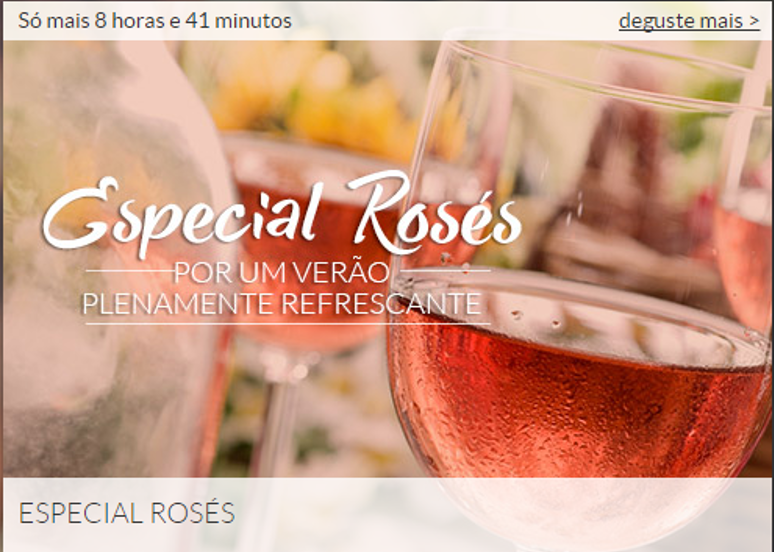 Só mais 8 horas e 41 minutos
deguste mais >
Especial Rosés
POR UM VERÃO
PLENAMENTE REFRESCANTE
ESPECIAL ROSÉS